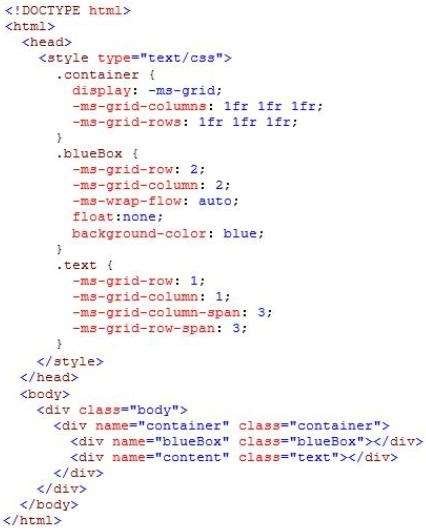 <!DOCTYPE html>
<html>
<head>
<style type="text/css">
.container {
display: -ms-grid;
-ms-grid-columns: 1fr 1fr 1fr;
-ms-grid-rows: 1fr 1fr 1fr;
}
.blueBox {
-ms-grid-row: 2;
-ms-grid-column: 2;
-ms-wrap-flow: auto;
float:none;
background-color: blue;
}
.text {
-ms-grid-row: 1;
-ms-grid-column: 1;
-ms-grid-column-span: 3;
-ms-grid-row-span: 3;
}
</style>
</head>
<body>
<div class="body">
<div name="container" class="container">
<div name="blueBox" class="blueBox"></div>
<div name="content" class="text"></div>
</div>
</div>
</body>
</html>